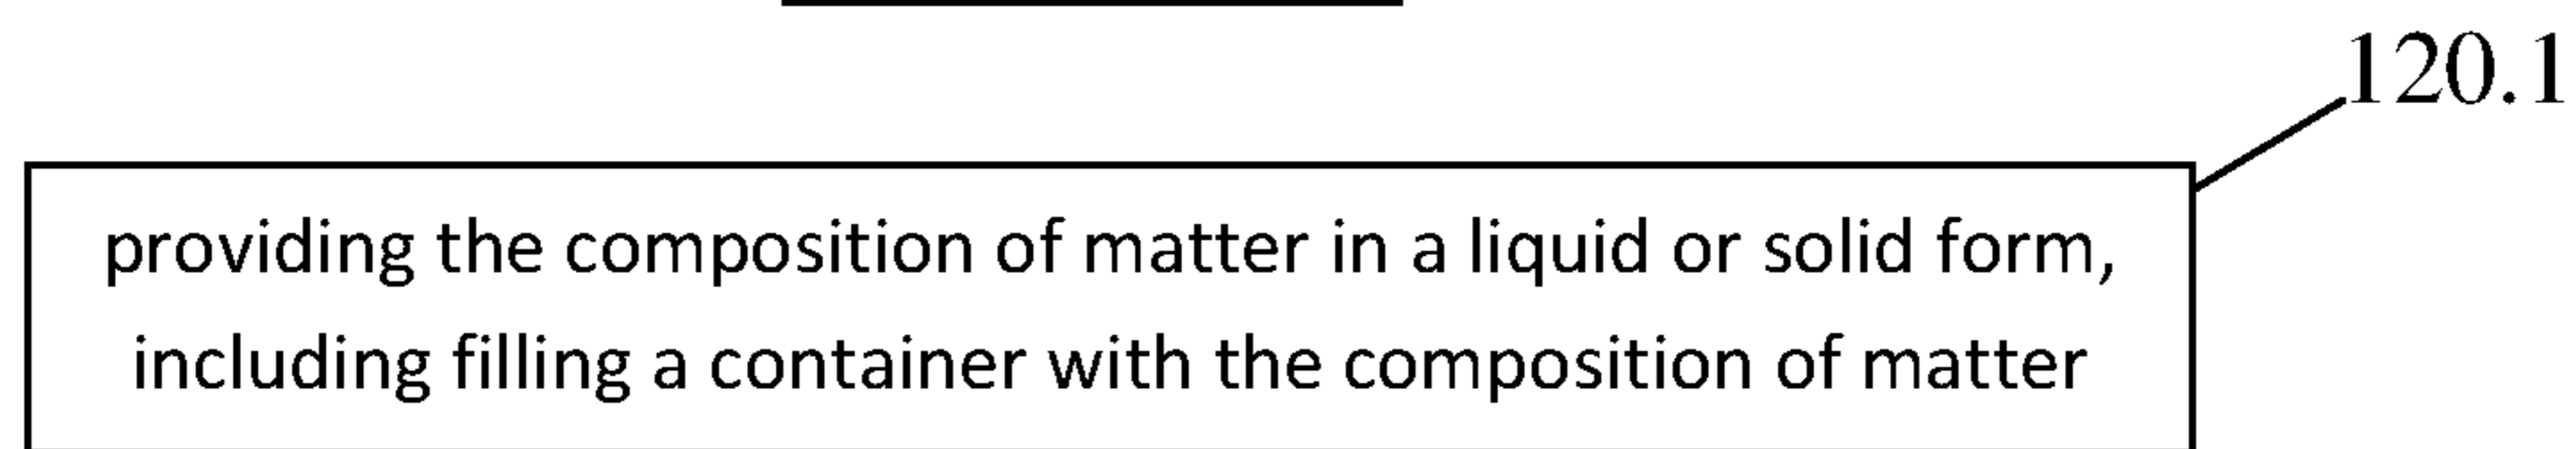 120.1
providing the composition of matter in a liquid or solid form,
including filling a container with the composition of matter